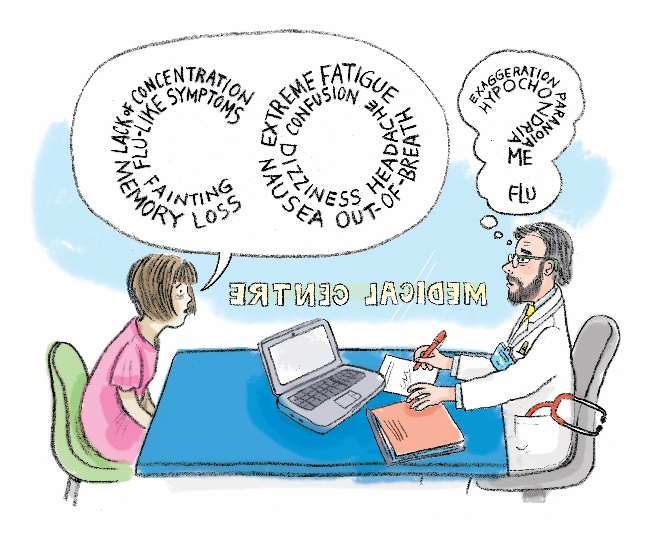 LACK OF CONCENTRATION
FLU-LIKE SYMPTOMS
FAINTING
MEMORY LOSS
EXTREME FATIGUE
CONFUSION
HEADACHE
DIZZINESS
NAUSEA
OUT-OF-BREATH
EXAGGERATION
HYPOCHONDRIA
PARANOIA
ME
FLU
MEDICAL CENTRE